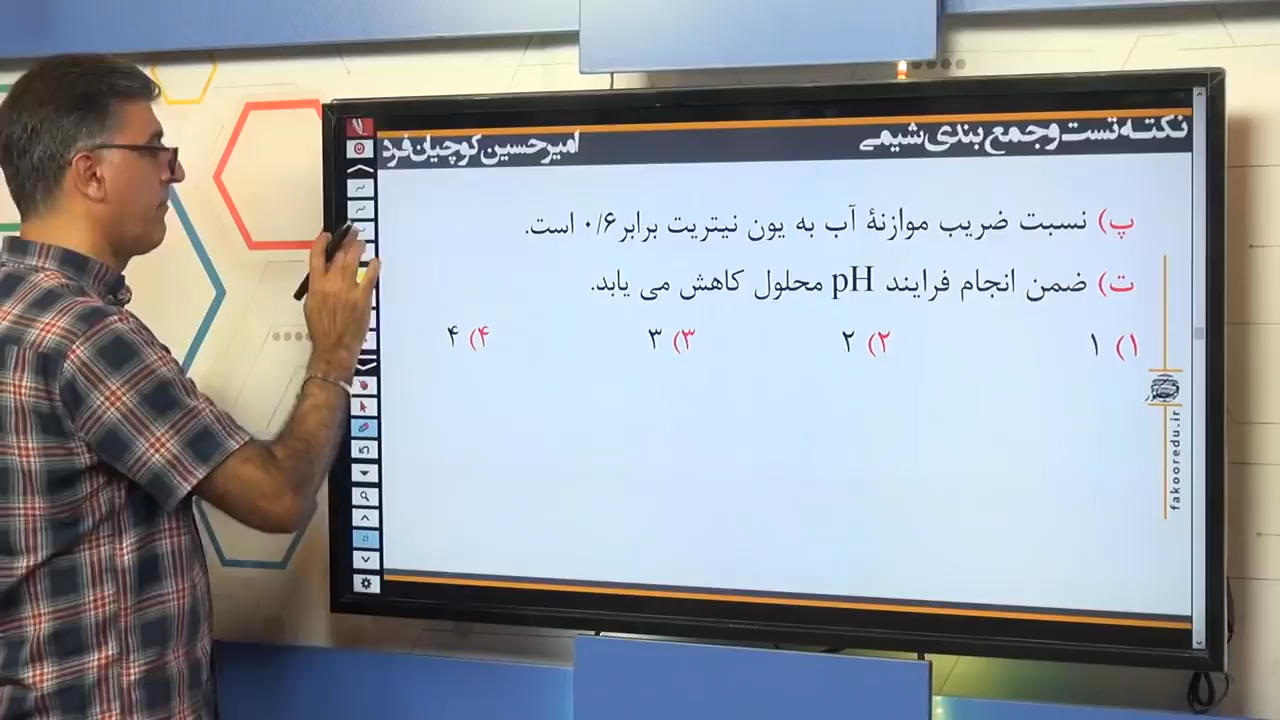 نکته تست و جمع بندی شیمی
امیرحسین کوچیان فرد
پ) نسبت ضریب موازنهٔ آب به یون نیتریت برابر ۰/۶ است.
ت) ضمن انجام فرایند pH محلول کاهش می یابد.
۱) ۱
۲) ۲
۳) ۳
۴) ۴
fakooredu.ir